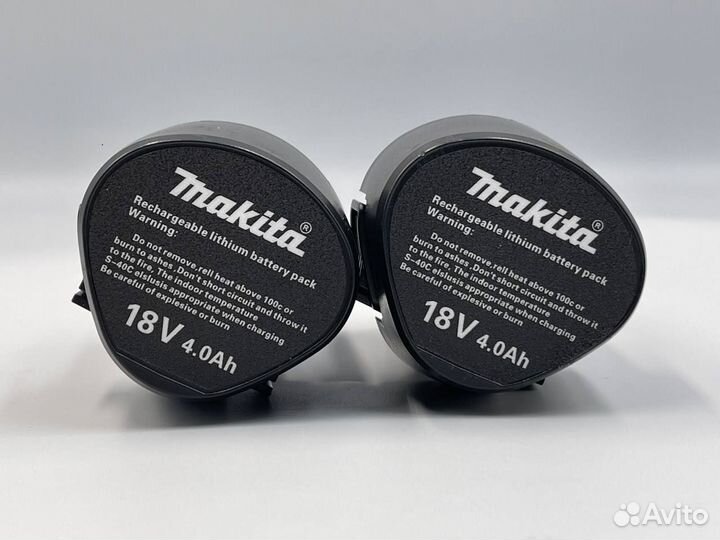 makita®
Rechargeable lithium battery pack
Warning:
Do not remove,rell heat above 100c or
burn to ashes .Don't short circuit and throw it
to the fire. The indoor temperature
S-40C elslusis appropriate when charging
Be careful of explesive or burn
18V 4.0Ah
makita®
Rechargeable lithium battery pack
Warning:
Do not remove,rell heat above 100c or
burn to ashes .Don't short circuit and throw it
to the fire. The indoor temperature
S-40C elslusis appropriate when charging
Be careful of explesive or burn
18V 4.0Ah
Avito